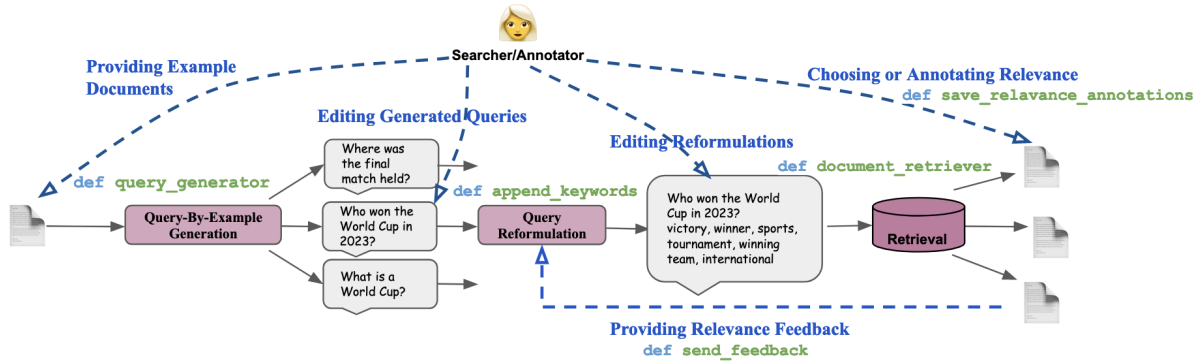 Searcher/Annotator
Providing Example
Documents
Choosing or Annotating Relevance
def save_relavance_annotations
Editing Generated Queries
Editing Reformulations
Where was
the final
match held?
def query_generator
def append_keywords
def document_retriever
Query-By-Example
Generation
Who won the
World Cup in
2023?
Query
Reformulation
Who won the World
Cup in 2023?
victory, winner, sports,
tournament, winning
team, international
Retrieval
What is a
World Cup?
Providing Relevance Feedback
def send_feedback